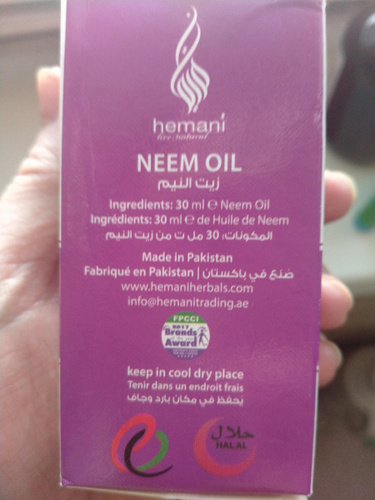 hemani
live natural
NEEM OIL
زيت النيم
Ingredients: 30 ml ℮ Neem Oil
Ingrédients: 30 ml ℮ de Huile de Neem
المكونات: 30 مل ت من زيت النيم
Made in Pakistan
Fabriqué en Pakistan | صنع في باكستان
www.hemaniherbals.com
info@hemanitrading.ae
FPCCI
2017
Brands
Award
keep in cool dry place
Tenir dans un endroit frais
يُحفظ في مكان بارد وجاف
حلال
HALAL